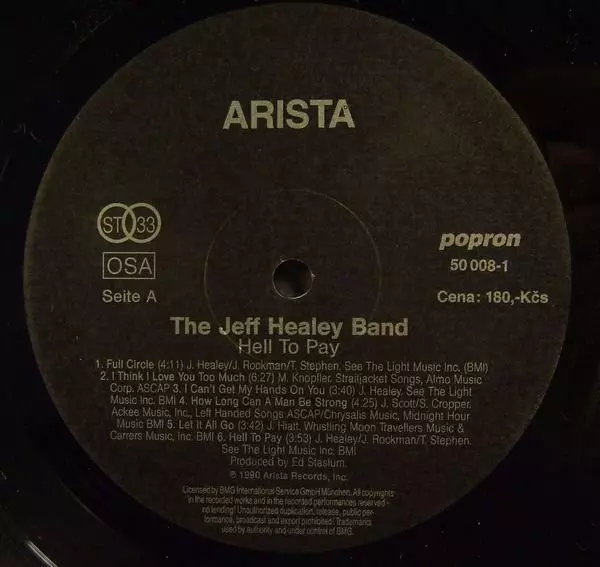 ARISTA
ST 33
OSA
Seite A
popron
50 008-1
Cena: 180,-Kčs
The Jeff Healey Band
Hell To Pay
1. Full Circle (4:11) J. Healey/J. Rockman/T. Stephen. See The Light Music Inc. (BMI)
2. I Think I Love You Too Much (6:27) M. Knopfler. Straitjacket Songs, Almo Music
Corp. ASCAP 3. I Can't Get My Hands On You (3:40) J. Healey. See The Light
Music Inc. BMI 4. How Long Can A Man Be Strong (4:25) J. Scott/S. Cropper.
Ackee Music, Inc., Left Handed Songs ASCAP/Chrysalis Music, Midnight Hour
Music BMI 5. Let It All Go (3:42) J. Hiatt. Whistling Moon Travellers Music &
Carrers Music, Inc. BMI 6. Hell To Pay (3:53) J. Healey/J. Rockman/T. Stephen.
See The Light Music Inc. BMI
Produced by Ed Stasium.
℗ © 1990 Arista Records, Inc.
Licensed by BMG International Service GmbH München. All copyrights
in the recorded works and in the recorded performances reserved -
no lending! Unauthorized duplication, release, public per-
formance, broadcast and export prohibited! Trademarks
used by authority and under control of BMG.